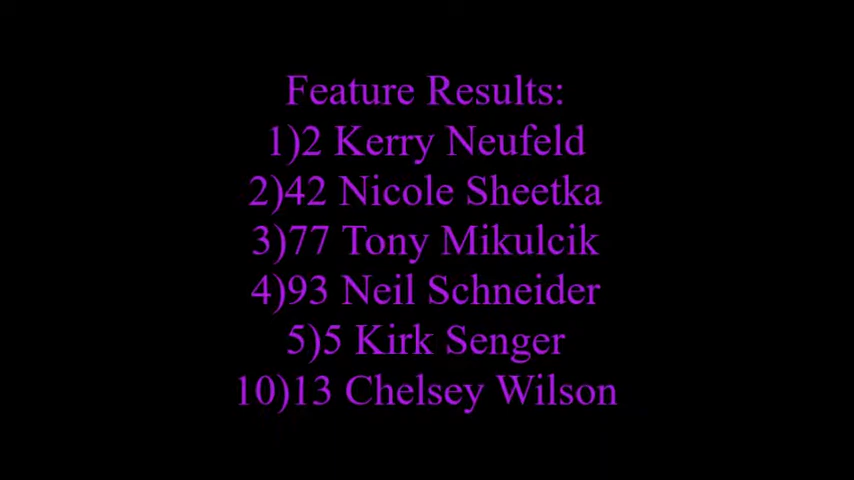 Feature Results:
1)2 Kerry Neufeld
2)42 Nicole Sheetka
3)77 Tony Mikulcik
4)93 Neil Schneider
5)5 Kirk Senger
10)13 Chelsey Wilson